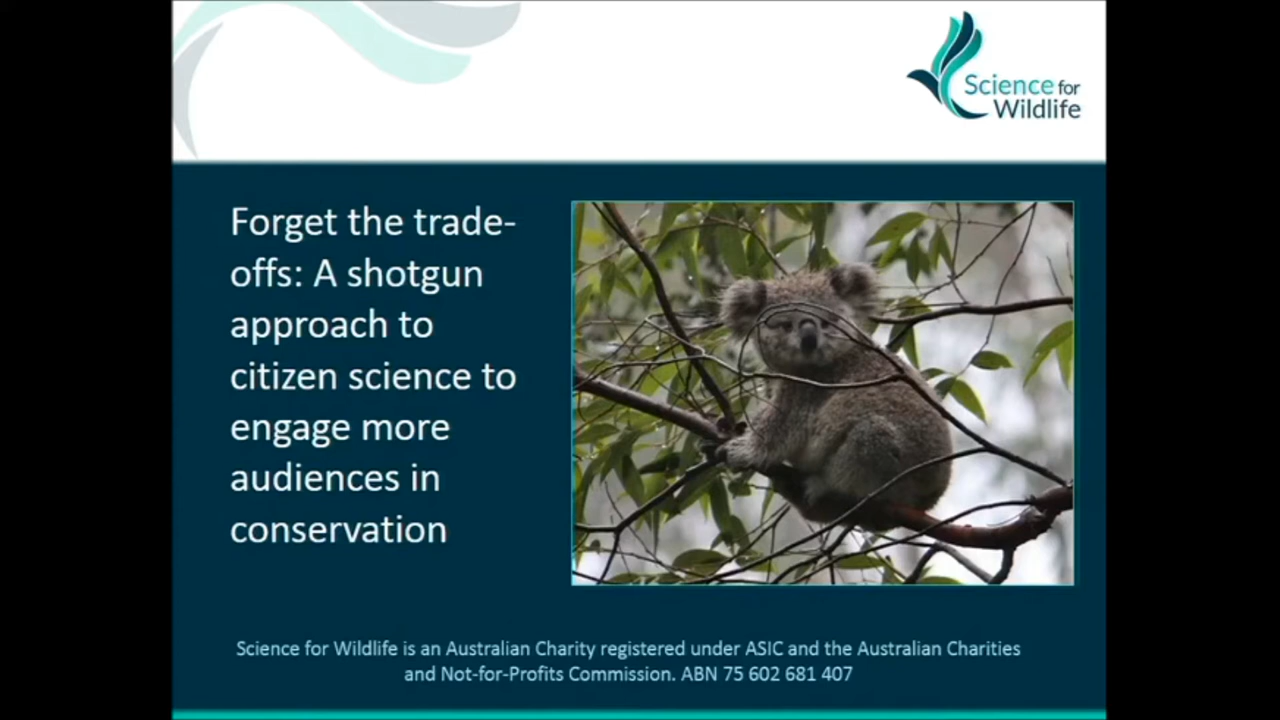 Science for
Wildlife
Forget the trade-
offs: A shotgun
approach to
citizen science to
engage more
audiences in
conservation
Science for Wildlife is an Australian Charity registered under ASIC and the Australian Charities
and Not-for-Profits Commission. ABN 75 602 681 407